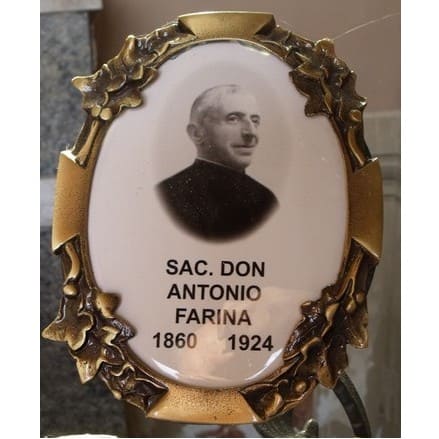 SAC. DON
ANTONIO
FARINA
1860 1924